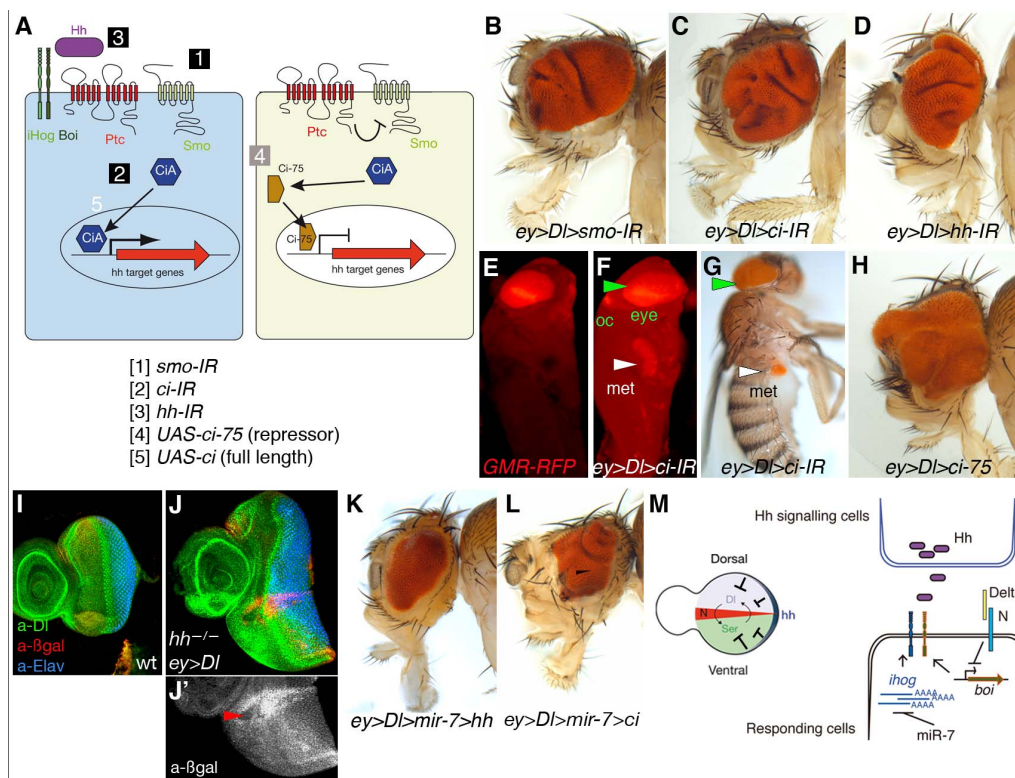 A
Hh
3
1
iHog Boi
Ptc
Smo
2
CiA
5
CiA
hh target genes
Smo
4
Ci-75
CiA
Ci-75
hh target genes
[1] smo-IR
[2] ci-IR
[3] hh-IR
[4] UAS-ci-75 (repressor)
[5] UAS-ci (full length)
B
ey>Dl>smo-IR
C
ey>Dl>ci-IR
D
ey>Dl>hh-IR
E
GMR-RFP
F
oc
eye
met
ey>Dl>ci-IR
G
met
ey>Dl>ci-IR
H
ey>Dl>ci-75
I
a-Dl
a-ßgal
a-Elav
wt
J
hh-/-
ey>Dl
J'
a-ßgal
K
ey>Dl>mir-7>hh
L
ey>Dl>mir-7>ci
M
Dorsal
Dl
N
hh
Ser
Ventral
Hh signalling cells
Hh
Delt
N
ihog
boi
AAAA
AAAA
AAAA
miR-7
Responding cells